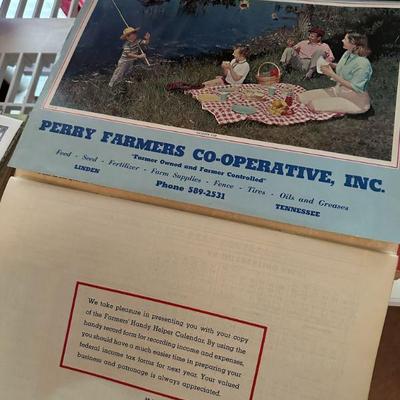 PERRY FARMERS CO-OPERATIVE, INC.
"Farmer Owned and Farmer Controlled"
Feed - Seed - Fertilizer - Farm Supplies - Fence - Tires - Oils and Greases
LINDEN Phone 589-2531 TENNESSEE
We take pleasure in presenting you with your copy
of the Farmers' Handy Helper Calendar. By using the
handy record form for recording income and expenses,
you should have a much easier time in preparing your
federal income tax forms for next year. Your valued
business and patronage is always appreciated.